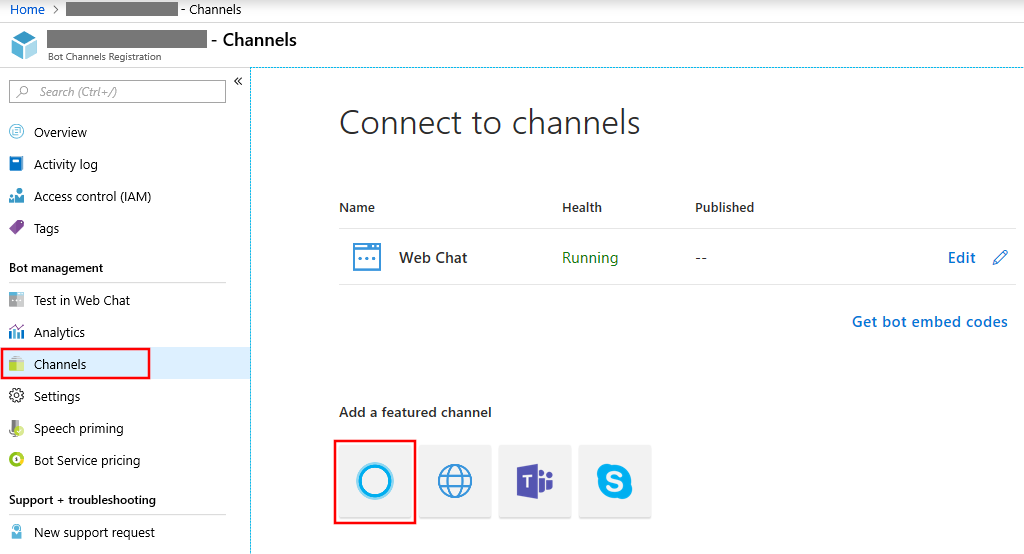 Home > - Channels
- Channels
Bot Channels Registration
«
Search (Ctrl+/)
Overview
Activity log
Access control (IAM)
Tags
Bot management
Test in Web Chat
Analytics
Channels
Settings
Speech priming
Bot Service pricing
Support + troubleshooting
New support request
Connect to channels
Name Health Published
Web Chat Running -- Edit
Get bot embed codes
Add a featured channel
T
S